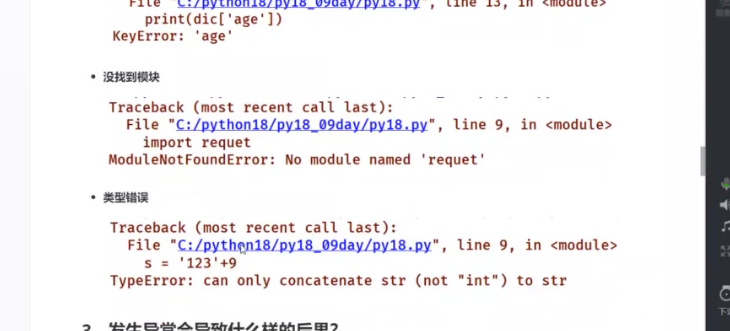 File "C:/python18/py18_09day/py18.py", line 13, in <module>
print(dic['age'])
KeyError: 'age'
• 没找到模块
Traceback (most recent call last):
File "C:/python18/py18_09day/py18.py", line 9, in <module>
import requet
ModuleNotFoundError: No module named 'requet'
• 类型错误
Traceback (most recent call last):
File "C:/python18/py18_09day/py18.py", line 9, in <module>
s = '123'+9
TypeError: can only concatenate str (not "int") to str
3、发生异常会导致什么样的后果?